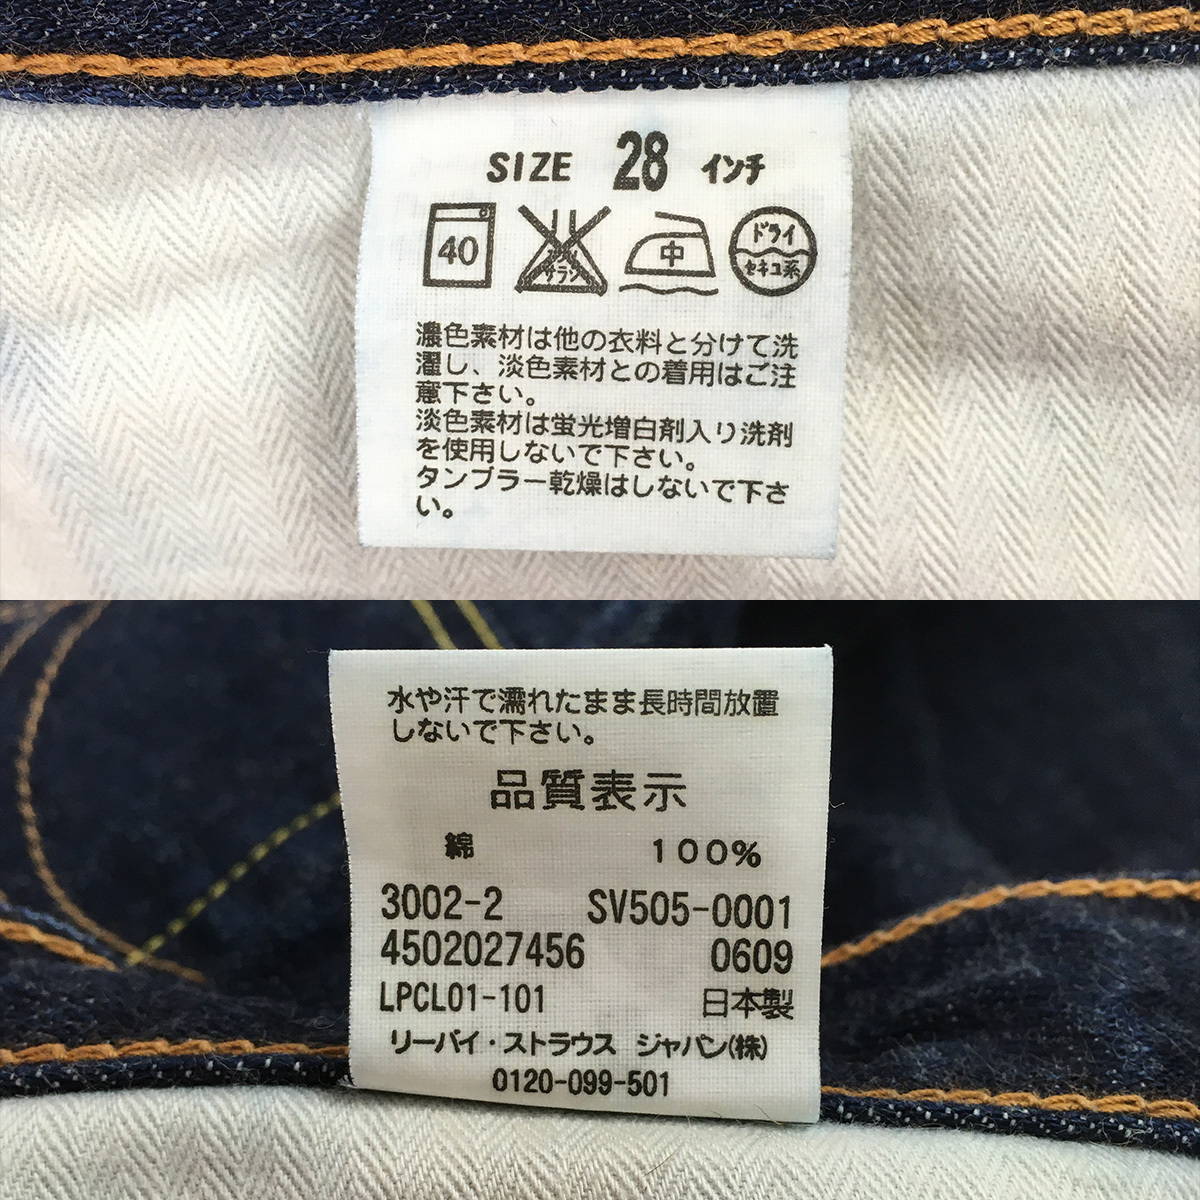 SIZE 28 インチ
40 エンソ サラシ 中 ドライ セキユ系
濃色素材は他の衣料と分けて洗
濯し、淡色素材との着用はご注
意下さい。
淡色素材は蛍光増白剤入り洗剤
を使用しないで下さい。
タンブラー乾燥はしないで下さ
い。
水や汗で濡れたまま長時間放置
しないで下さい。
品質表示
綿 100%
3002-2 SV505-0001
4502027456 0609
LPCL01-101 日本製
リーバイ・ストラウス ジャパン(株)
0120-099-501